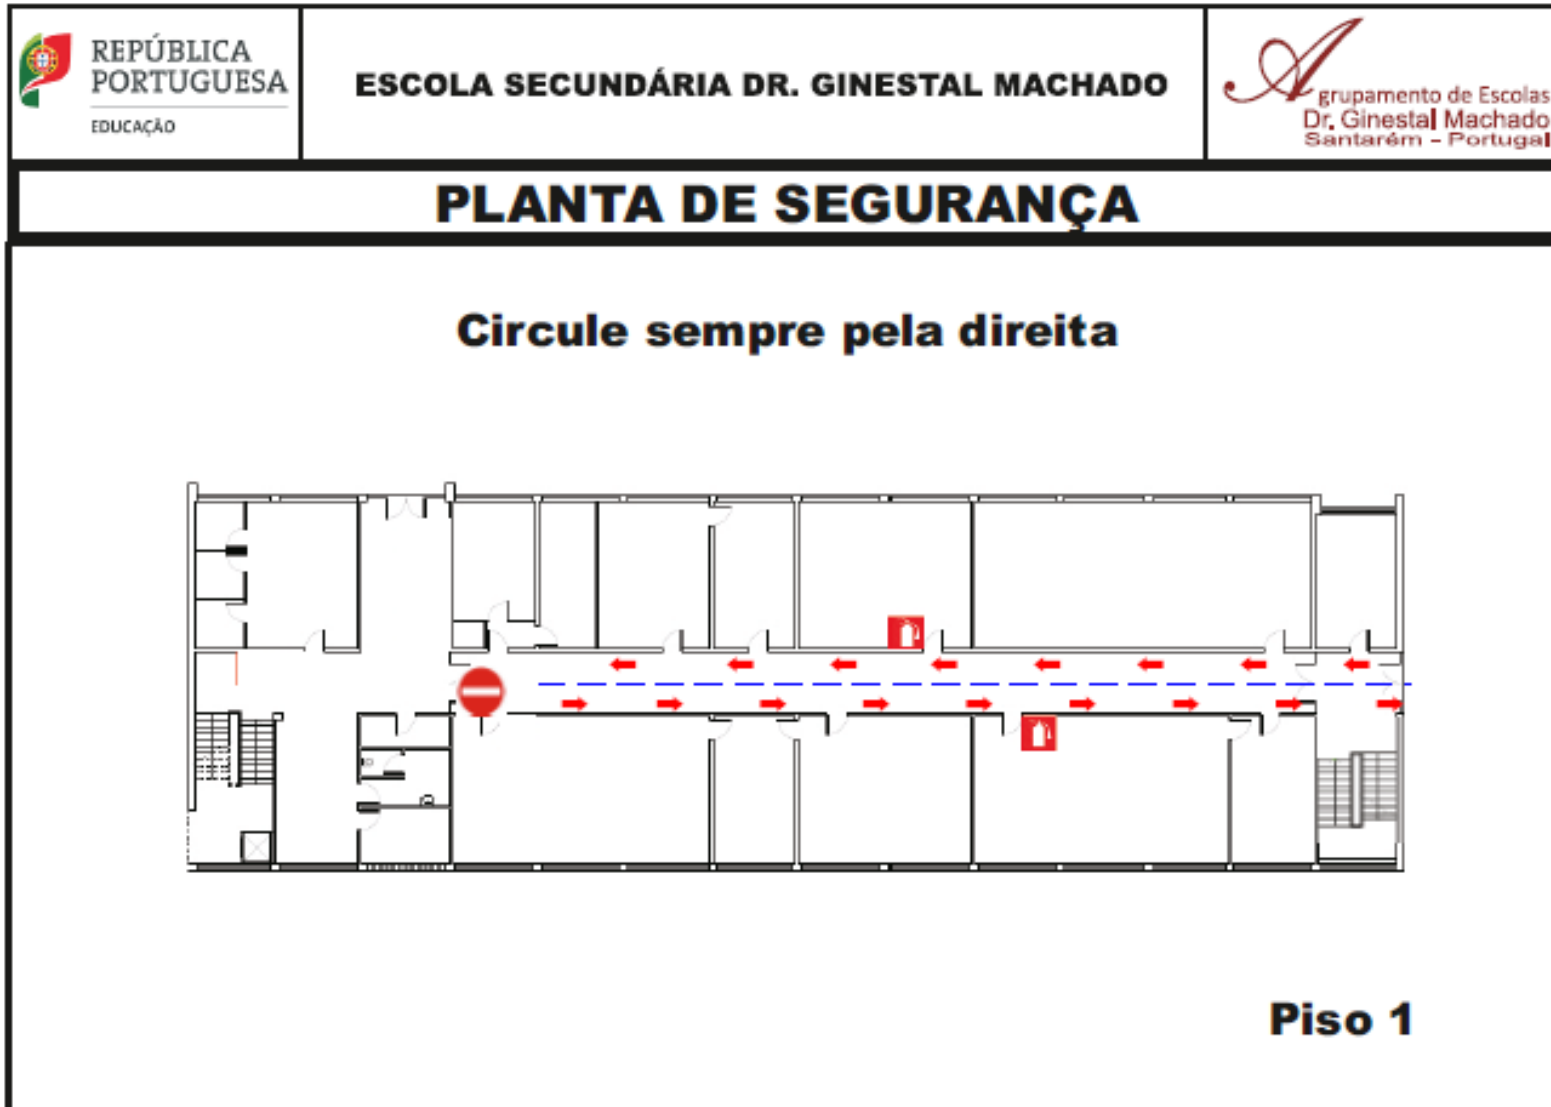 REPÚBLICA
PORTUGUESA
EDUCAÇÃO
ESCOLA SECUNDÁRIA DR. GINESTAL MACHADO
Agrupamento de Escolas
Dr. Ginestal Machado
Santarém - Portugal
PLANTA DE SEGURANÇA
Circule sempre pela direita
Piso 1